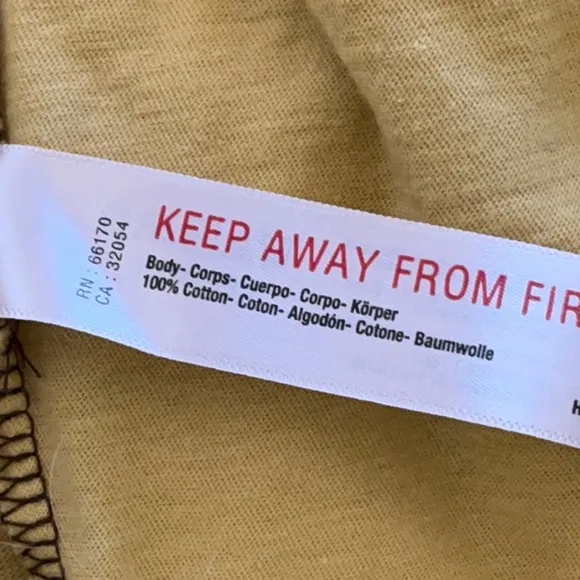 RN : 66170
CA : 32054
KEEP AWAY FROM FIR
Body- Corps- Cuerpo- Corpo- Körper
100% Cotton- Coton- Algodón- Cotone- Baumwolle
H